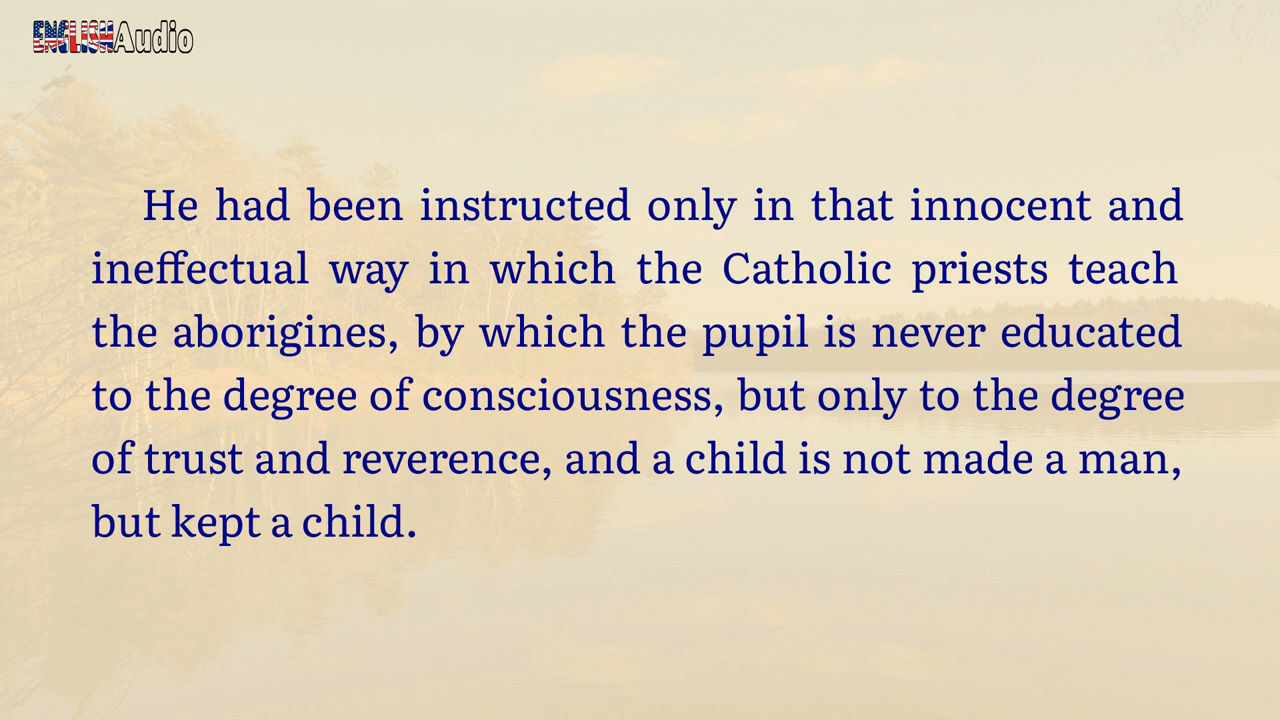 ENGLISHAudio
He had been instructed only in that innocent and
ineffectual way in which the Catholic priests teach
the aborigines, by which the pupil is never educated
to the degree of consciousness, but only to the degree
of trust and reverence, and a child is not made a man,
but kept a child.